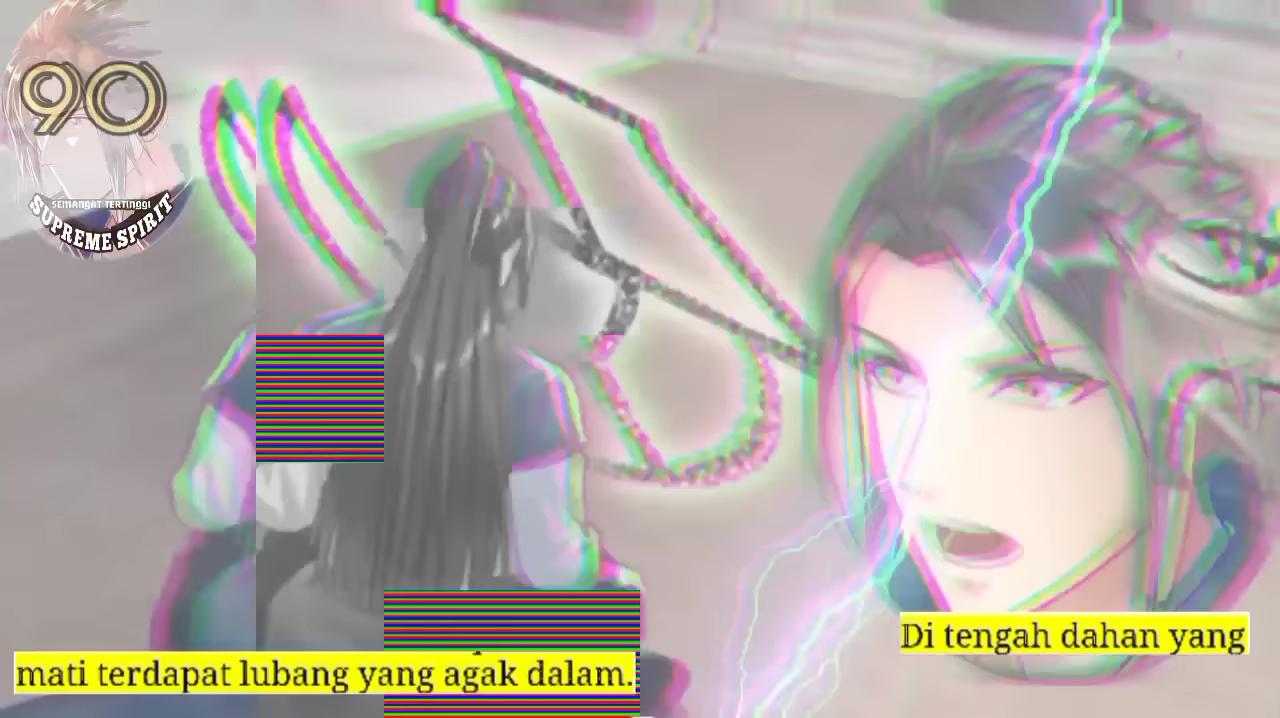 90
SEMANGAT TERTINGGI
SUPREME SPIRIT
Di tengah dahan yang
mati terdapat lubang yang agak dalam.